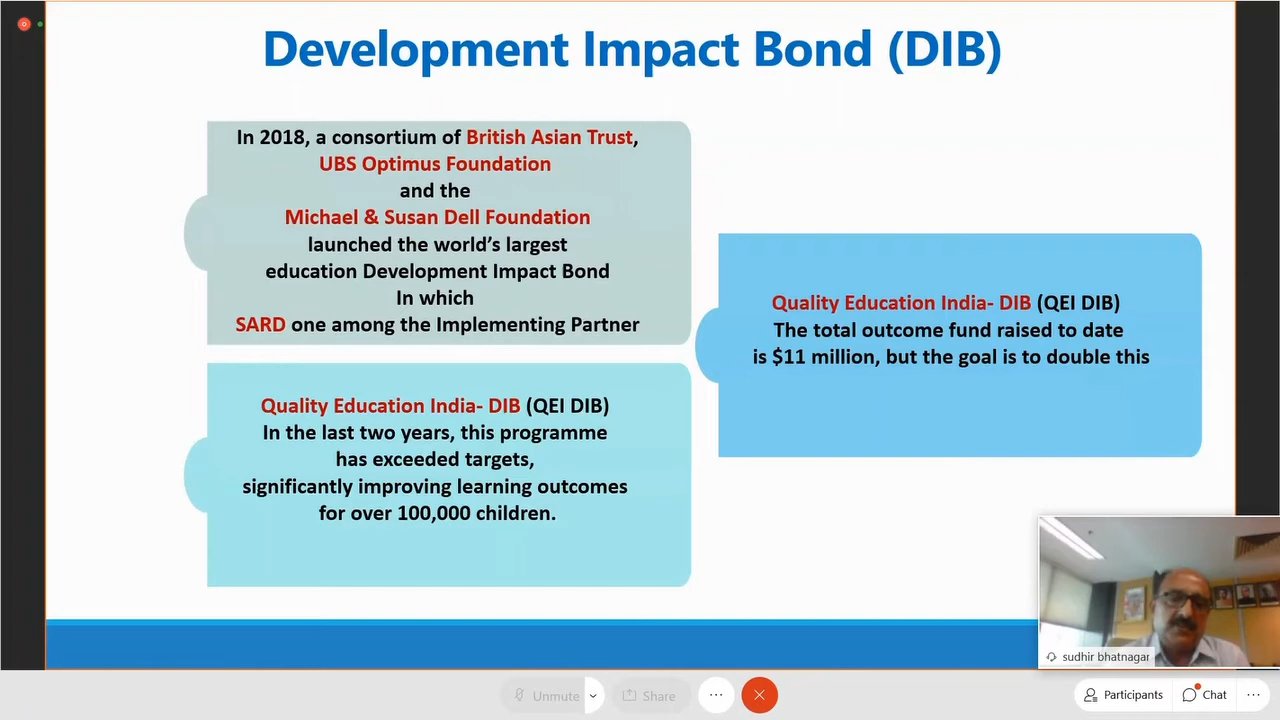 Development Impact Bond (DIB)
In 2018, a consortium of British Asian Trust,
UBS Optimus Foundation
and the
Michael & Susan Dell Foundation
launched the world's largest
education Development Impact Bond
In which
SARD one among the Implementing Partner
Quality Education India- DIB (QEI DIB)
In the last two years, this programme
has exceeded targets,
significantly improving learning outcomes
for over 100,000 children.
Quality Education India- DIB (QEI DIB)
The total outcome fund raised to date
is $11 million, but the goal is to double this
sudhir bhatnagar
Unmute
Share
Participants
Chat